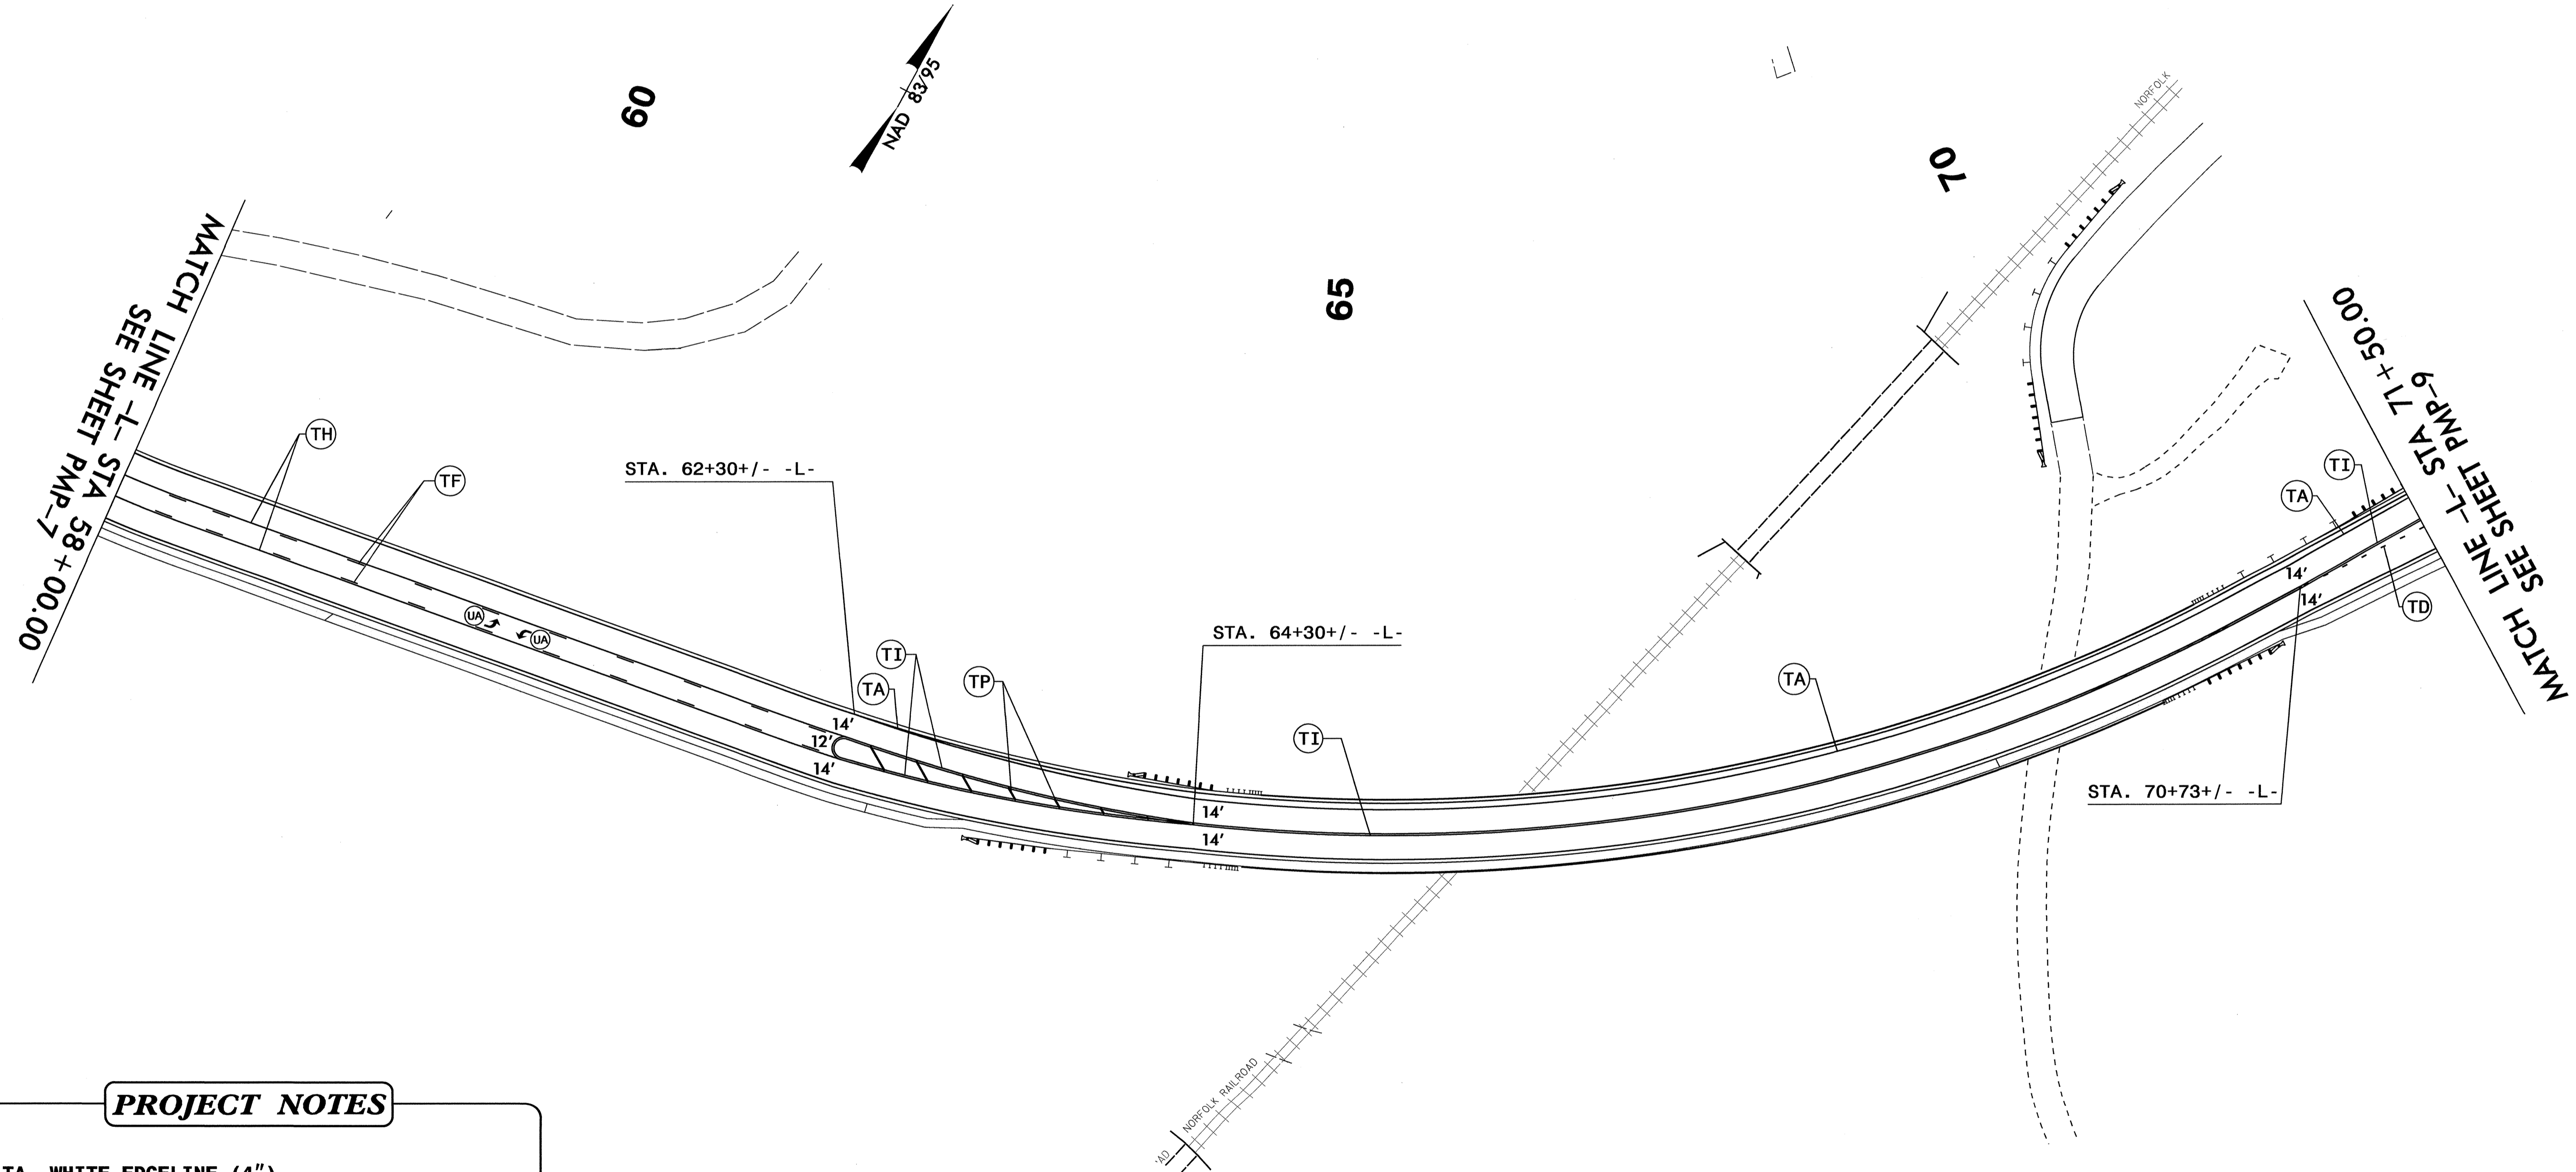 60
NAD 83/95
65
70
NORFOLK
MATCH LINE -L- STA 58+00.00
SEE SHEET PMP-7
MATCH LINE -L- STA 71+50.00
SEE SHEET PMP-9
TH
TF
STA. 62+30+/- -L-
UA
UA
TI
TA
TP
14'
12'
14'
STA. 64+30+/- -L-
14'
14'
TI
TA
TI
TA
14'
14'
TD
STA. 70+73+/- -L-
NORFOLK RAILROAD
'AD
PROJECT NOTES
TA WHITE EDGELINE (4")